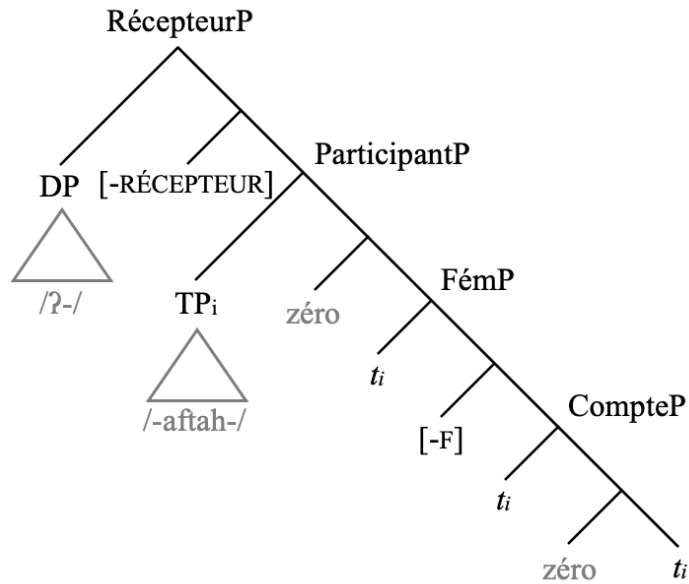 RécepteurP
DP [-RÉCEPTEUR] ParticipantP
/ʔ-/ TPi zéro FémP
/-aftah-/ ti
[-F] CompteP
ti
zéro ti